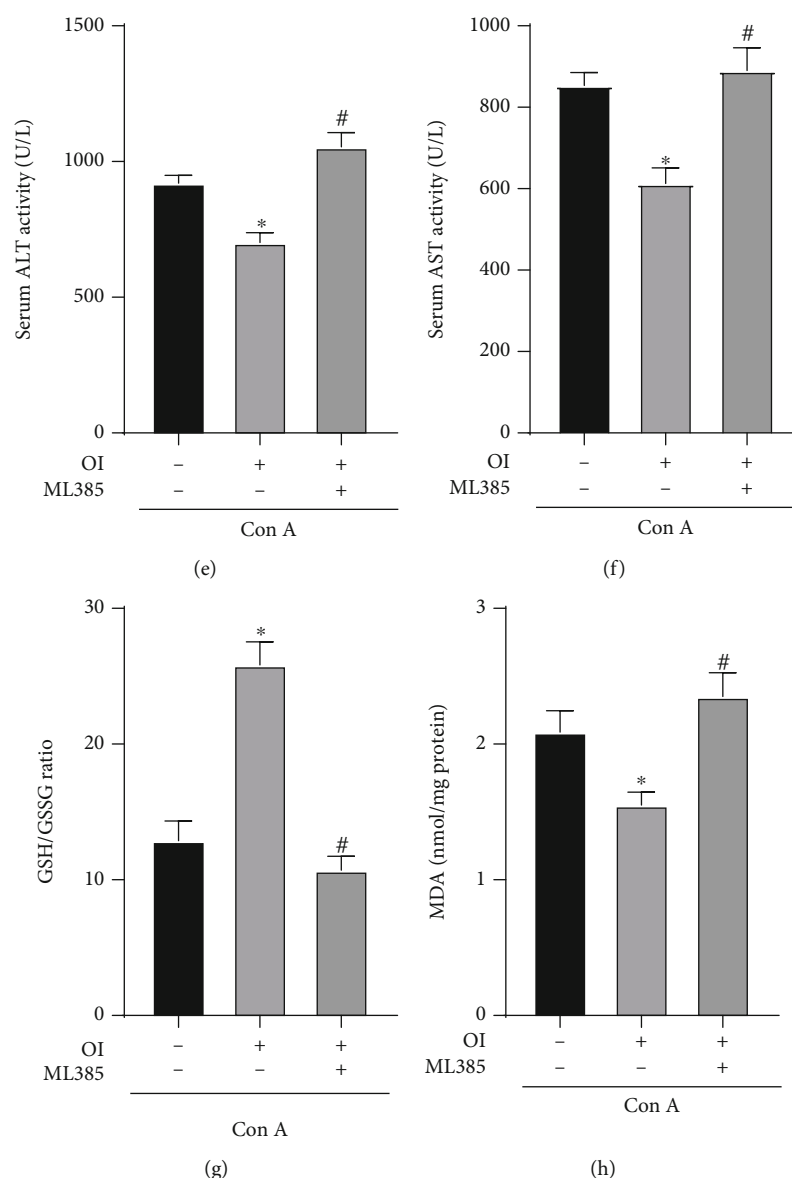 Serum ALT activity (U/L)
1500
1000
500
0
*
#
OI – + +
ML385 – – +
Con A
(e)
Serum AST activity (U/L)
1000
800
600
400
200
0
*
#
OI – + +
ML385 – – +
Con A
(f)
GSH/GSSG ratio
30
20
10
0
*
#
OI – + +
ML385 – – +
Con A
(g)
MDA (nmol/mg protein)
3
2
1
0
*
#
OI – + +
ML385 – – +
Con A
(h)